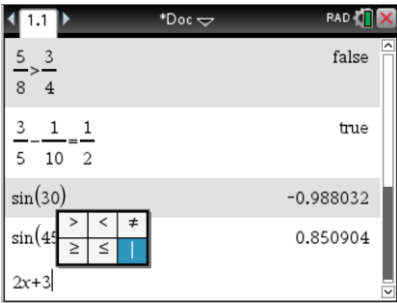 1.1 *Doc RAD
5/8 > 3/4 false
3/5 − 1/10 = 1/2 true
sin(30) -0.988032
sin(45 0.850904
> < ≠
≥ ≤ |
2x+3